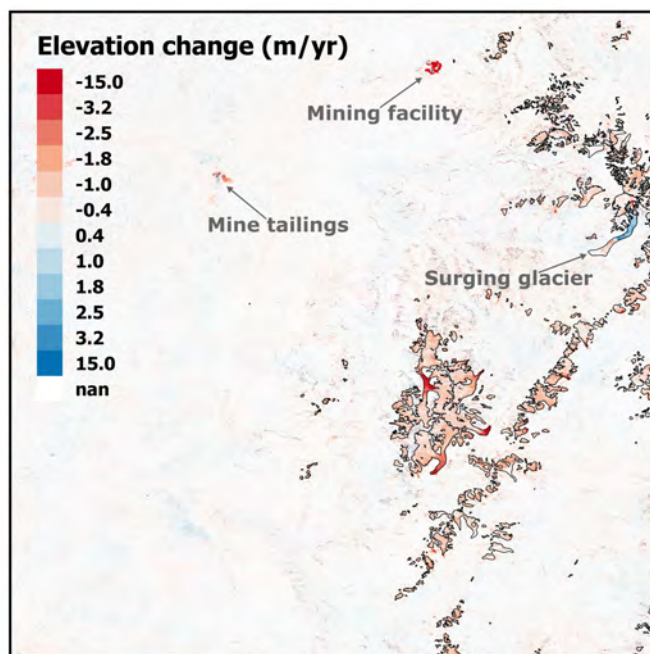 Elevation change (m/yr)
-15.0
-3.2
-2.5
-1.8
-1.0
-0.4
0.4
1.0
1.8
2.5
3.2
15.0
nan
Mining facility
Mine tailings
Surging glacier